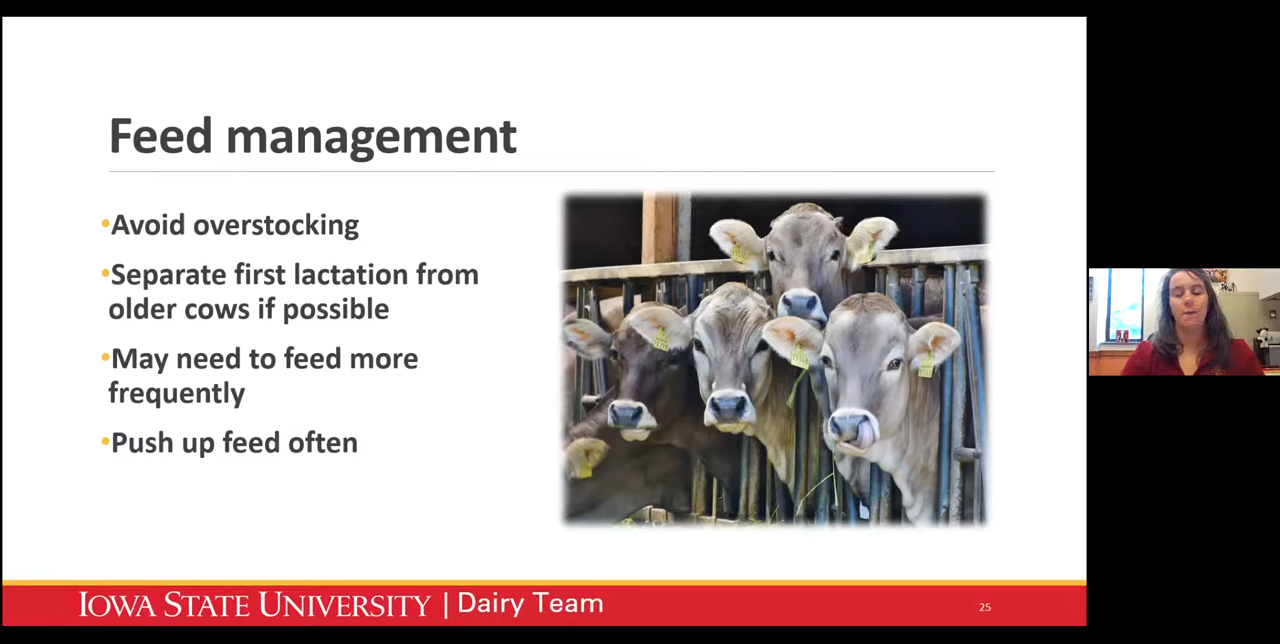 Feed management
•Avoid overstocking
•Separate first lactation from
older cows if possible
•May need to feed more
frequently
•Push up feed often
IOWA STATE UNIVERSITY | Dairy Team
25